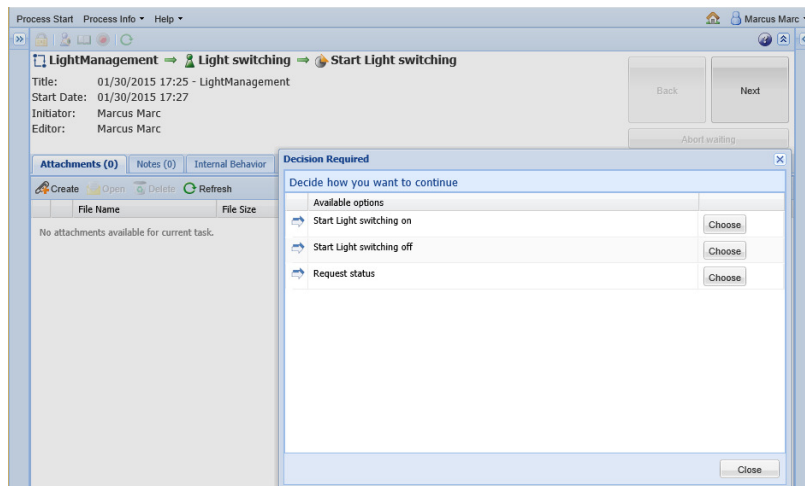 Process Start Process Info Help Marcus Marc
LightManagement Light switching Start Light switching
Title: 01/30/2015 17:25 - LightManagement
Start Date: 01/30/2015 17:27
Initiator: Marcus Marc
Editor: Marcus Marc
Back Next
Abort waiting
Attachments (0) Notes (0) Internal Behavior
Create Open Delete Refresh
File Name File Size
No attachments available for current task.
Decision Required
Decide how you want to continue
Available options
Start Light switching on Choose
Start Light switching off Choose
Request status Choose
Close